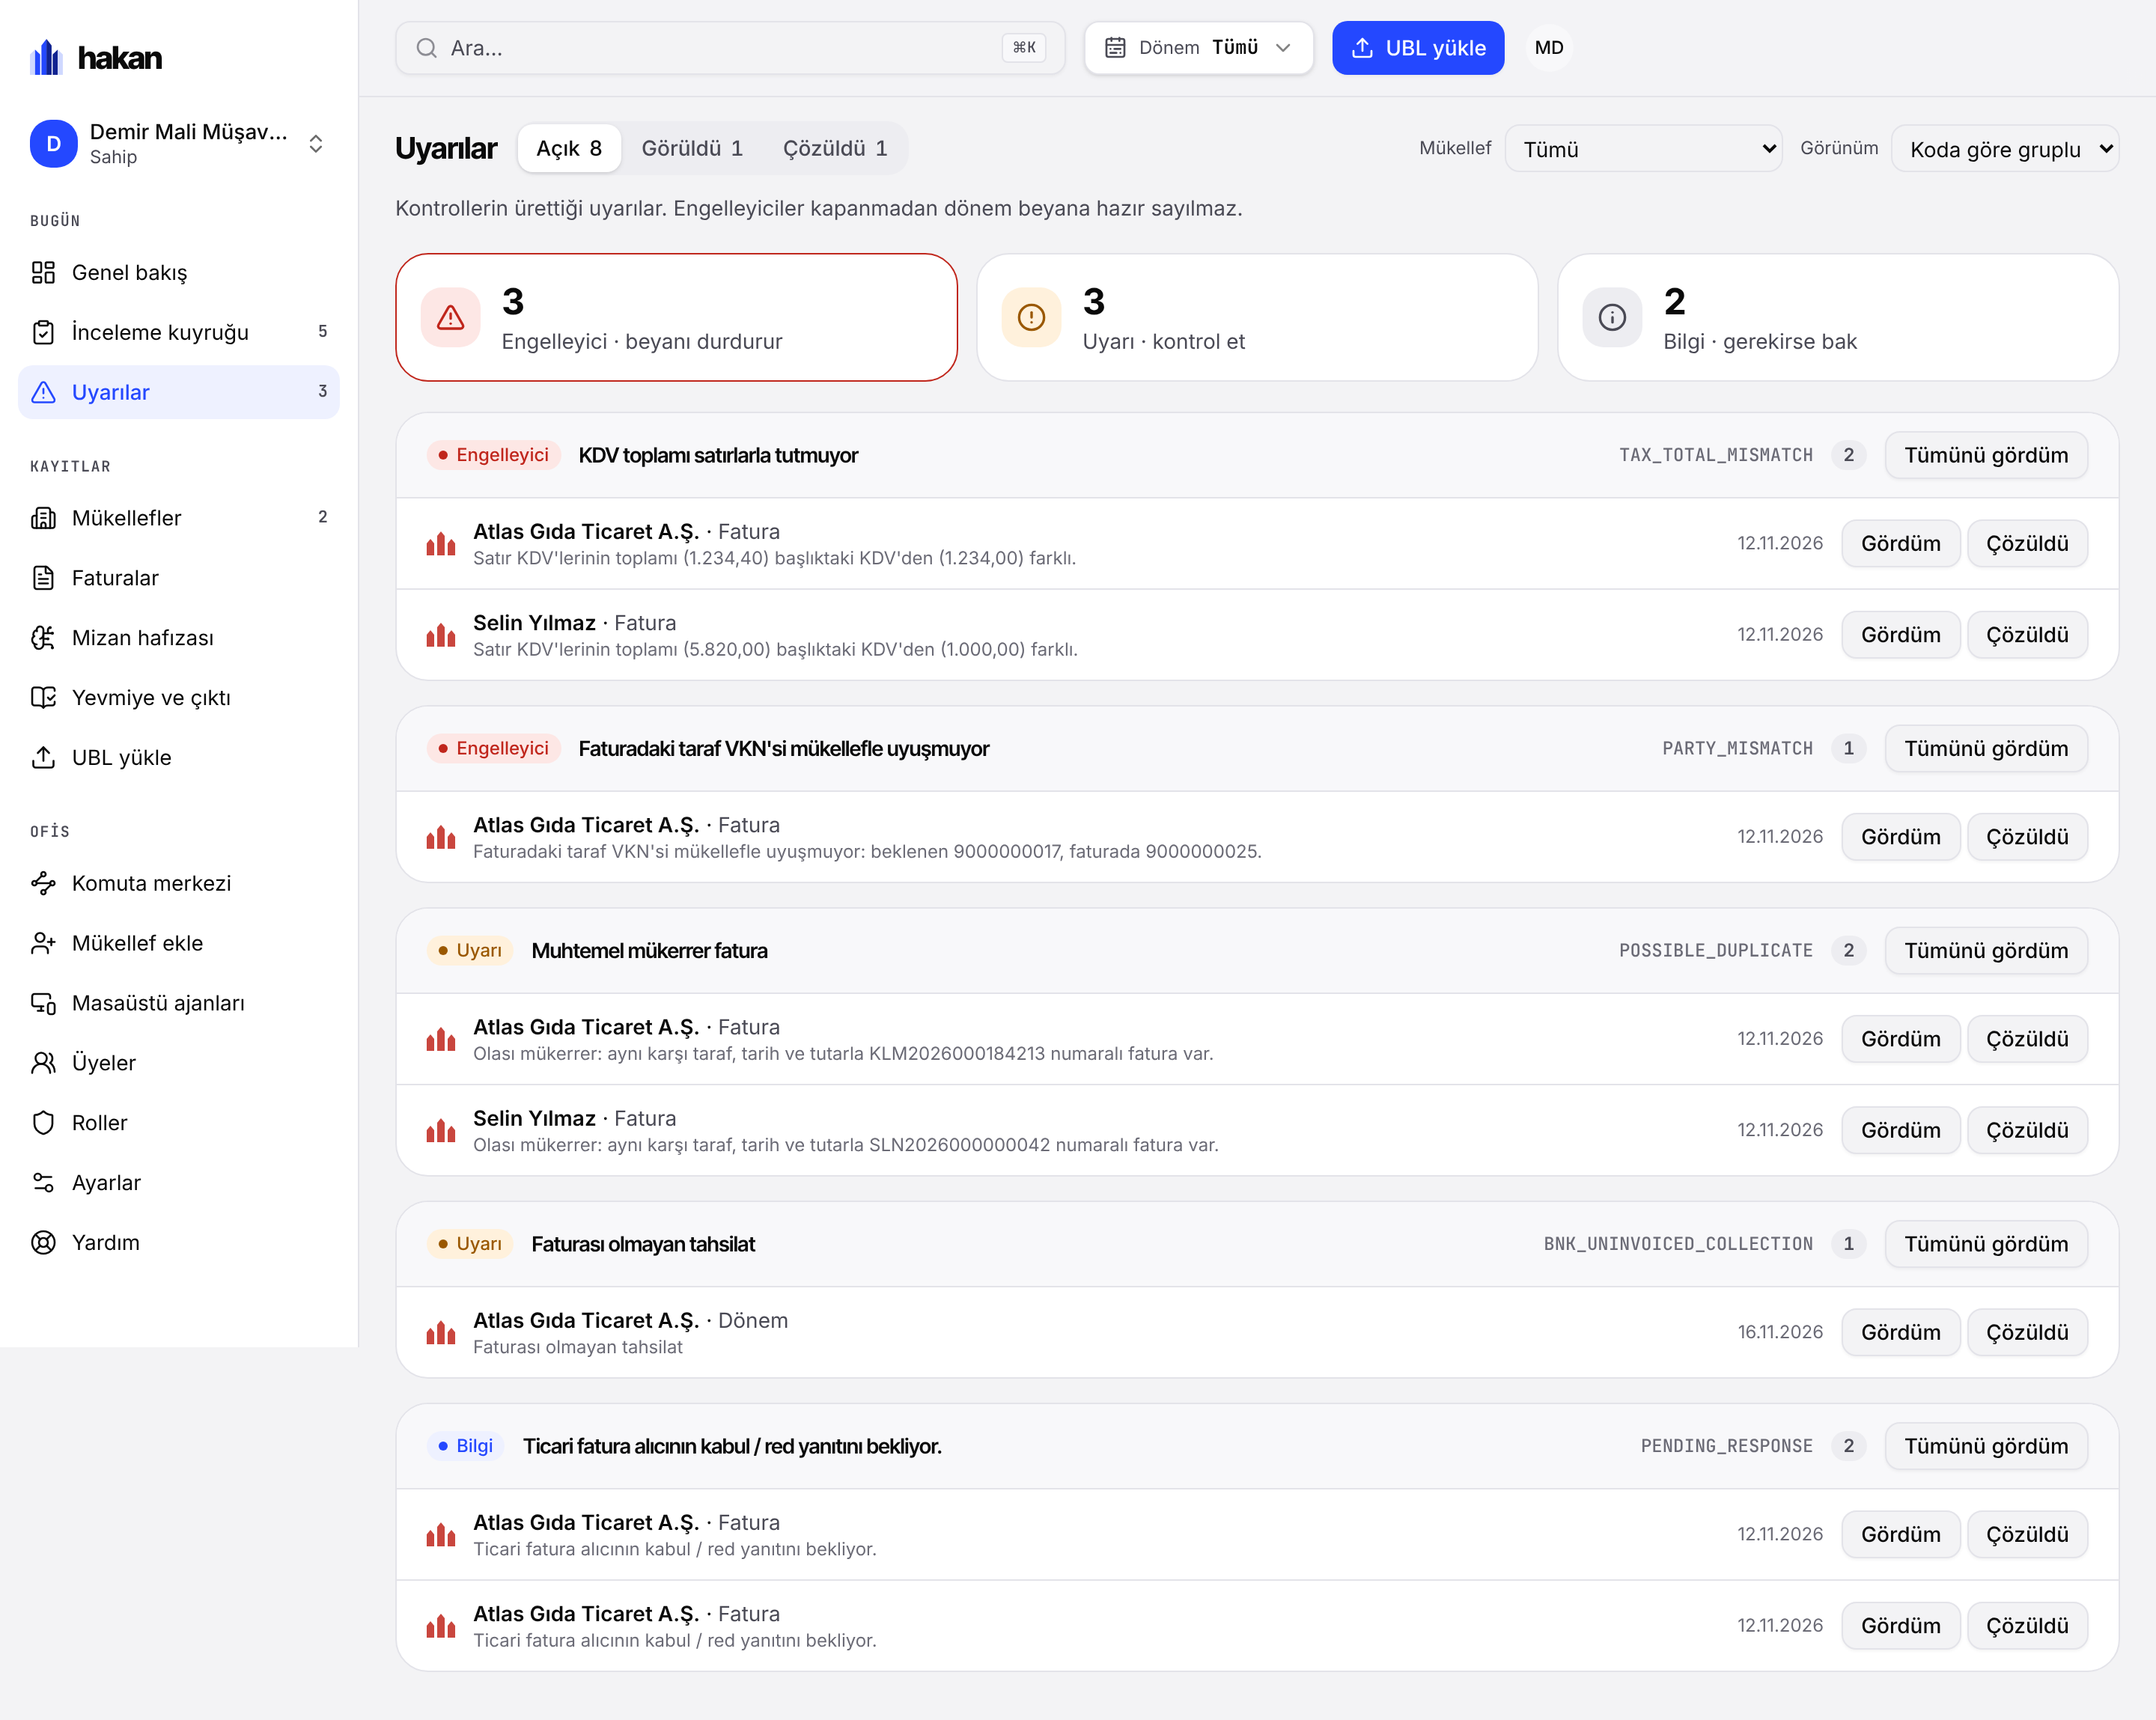 hakan
D
Demir Mali Müşav...
Sahip
BUGÜN
Genel bakış
İnceleme kuyruğu 5
Uyarılar 3
KAYITLAR
Mükellefler 2
Faturalar
Mizan hafızası
Yevmiye ve çıktı
UBL yükle
OFİS
Komuta merkezi
Mükellef ekle
Masaüstü ajanları
Üyeler
Roller
Ayarlar
Yardım
Ara... ⌘K Dönem Tümü UBL yükle MD
Uyarılar Açık 8 Görüldü 1 Çözüldü 1 Mükellef Tümü Görünüm Koda göre gruplu
Kontrollerin ürettiği uyarılar. Engelleyiciler kapanmadan dönem beyana hazır sayılmaz.
3
Engelleyici · beyanı durdurur
3
Uyarı · kontrol et
2
Bilgi · gerekirse bak
Engelleyici KDV toplamı satırlarla tutmuyor TAX_TOTAL_MISMATCH 2 Tümünü gördüm
Atlas Gıda Ticaret A.Ş. · Fatura
Satır KDV'lerinin toplamı (1.234,40) başlıktaki KDV'den (1.234,00) farklı.
12.11.2026 Gördüm Çözüldü
Selin Yılmaz · Fatura
Satır KDV'lerinin toplamı (5.820,00) başlıktaki KDV'den (1.000,00) farklı.
12.11.2026 Gördüm Çözüldü
Engelleyici Faturadaki taraf VKN'si mükellefle uyuşmuyor PARTY_MISMATCH 1 Tümünü gördüm
Atlas Gıda Ticaret A.Ş. · Fatura
Faturadaki taraf VKN'si mükellefle uyuşmuyor: beklenen 9000000017, faturada 9000000025.
12.11.2026 Gördüm Çözüldü
Uyarı Muhtemel mükerrer fatura POSSIBLE_DUPLICATE 2 Tümünü gördüm
Atlas Gıda Ticaret A.Ş. · Fatura
Olası mükerrer: aynı karşı taraf, tarih ve tutarla KLM2026000184213 numaralı fatura var.
12.11.2026 Gördüm Çözüldü
Selin Yılmaz · Fatura
Olası mükerrer: aynı karşı taraf, tarih ve tutarla SLN2026000000042 numaralı fatura var.
12.11.2026 Gördüm Çözüldü
Uyarı Faturası olmayan tahsilat BNK_UNINVOICED_COLLECTION 1 Tümünü gördüm
Atlas Gıda Ticaret A.Ş. · Dönem
Faturası olmayan tahsilat
16.11.2026 Gördüm Çözüldü
Bilgi Ticari fatura alıcının kabul / red yanıtını bekliyor. PENDING_RESPONSE 2 Tümünü gördüm
Atlas Gıda Ticaret A.Ş. · Fatura
Ticari fatura alıcının kabul / red yanıtını bekliyor.
12.11.2026 Gördüm Çözüldü
Atlas Gıda Ticaret A.Ş. · Fatura
Ticari fatura alıcının kabul / red yanıtını bekliyor.
12.11.2026 Gördüm Çözüldü